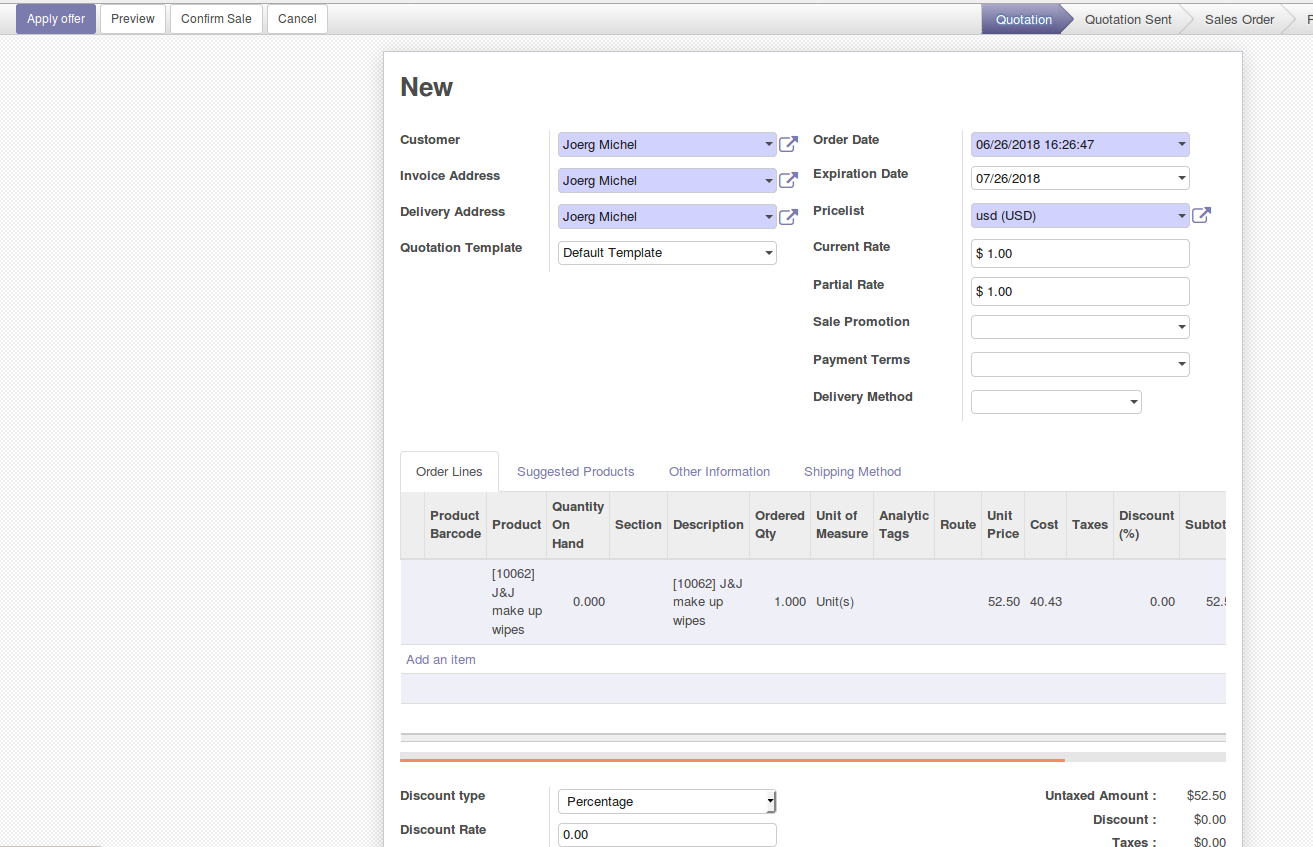 Apply offer Preview Confirm Sale Cancel Quotation Quotation Sent Sales Order
New
Customer Joerg Michel Order Date 06/26/2018 16:26:47
Invoice Address Joerg Michel Expiration Date 07/26/2018
Delivery Address Joerg Michel Pricelist usd (USD)
Quotation Template Default Template Current Rate $ 1.00
Partial Rate $ 1.00
Sale Promotion
Payment Terms
Delivery Method
Order Lines Suggested Products Other Information Shipping Method
Product Barcode Product Quantity On Hand Section Description Ordered Qty Unit of Measure Analytic Tags Route Unit Price Cost Taxes Discount (%) Subtot
[10062] J&J make up wipes 0.000 [10062] J&J make up wipes 1.000 Unit(s) 52.50 40.43 0.00 52.5
Add an item
Discount type Percentage Untaxed Amount : $52.50
Discount : $0.00
Discount Rate 0.00 Taxes : $0.00